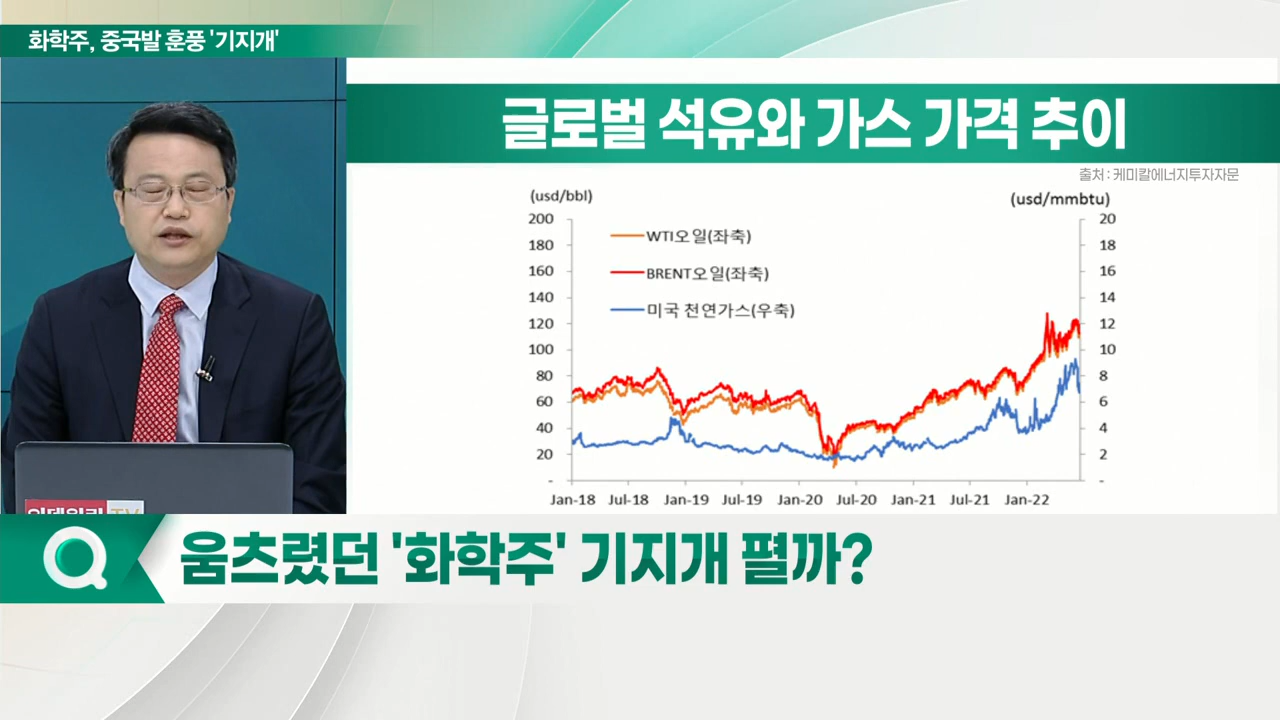 화학주, 중국발 훈풍 '기지개'
글로벌 석유와 가스 가격 추이
출처 : 케미칼에너지투자자문
(usd/bbl)
(usd/mmbtu)
200
180
160
140
120
100
80
60
40
20
-
WTI오일(좌축)
BRENT오일(좌축)
미국 천연가스(우축)
20
18
16
14
12
10
8
6
4
2
-
Jan-18 Jul-18 Jan-19 Jul-19 Jan-20 Jul-20 Jan-21 Jul-21 Jan-22
이데일리 TV
움츠렸던 '화학주' 기지개 펼까?